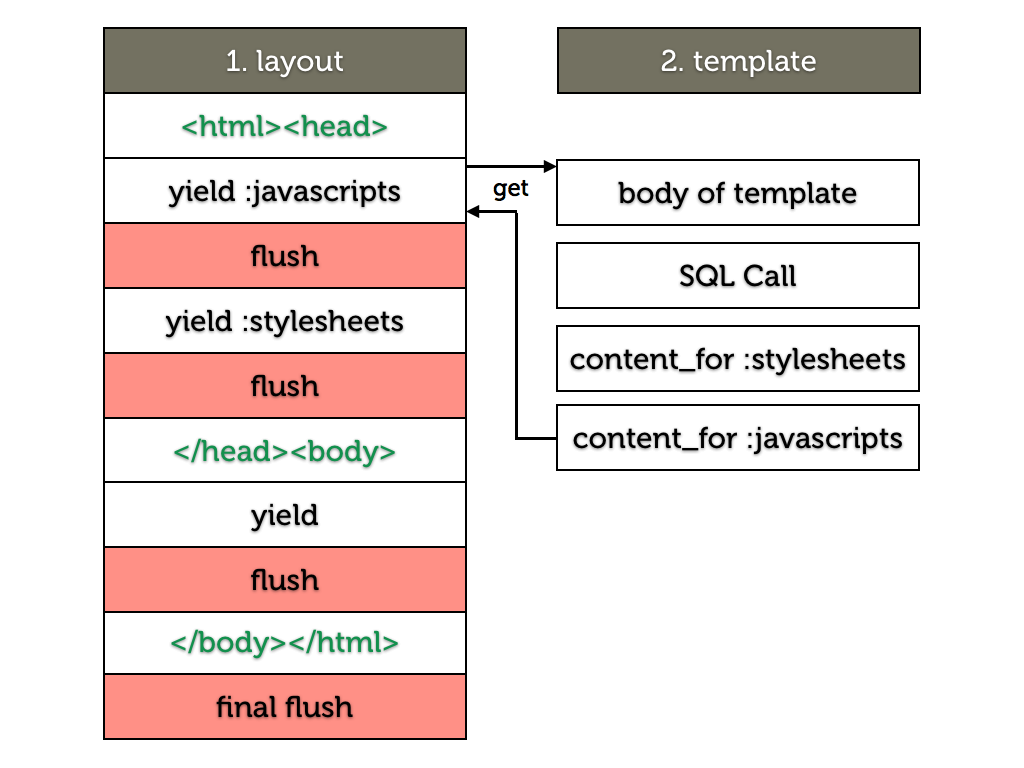 1. layout
<html><head>
yield :javascripts
flush
yield :stylesheets
flush
</head><body>
yield
flush
</body></html>
final flush
get
2. template
body of template
SQL Call
content_for :stylesheets
content_for :javascripts